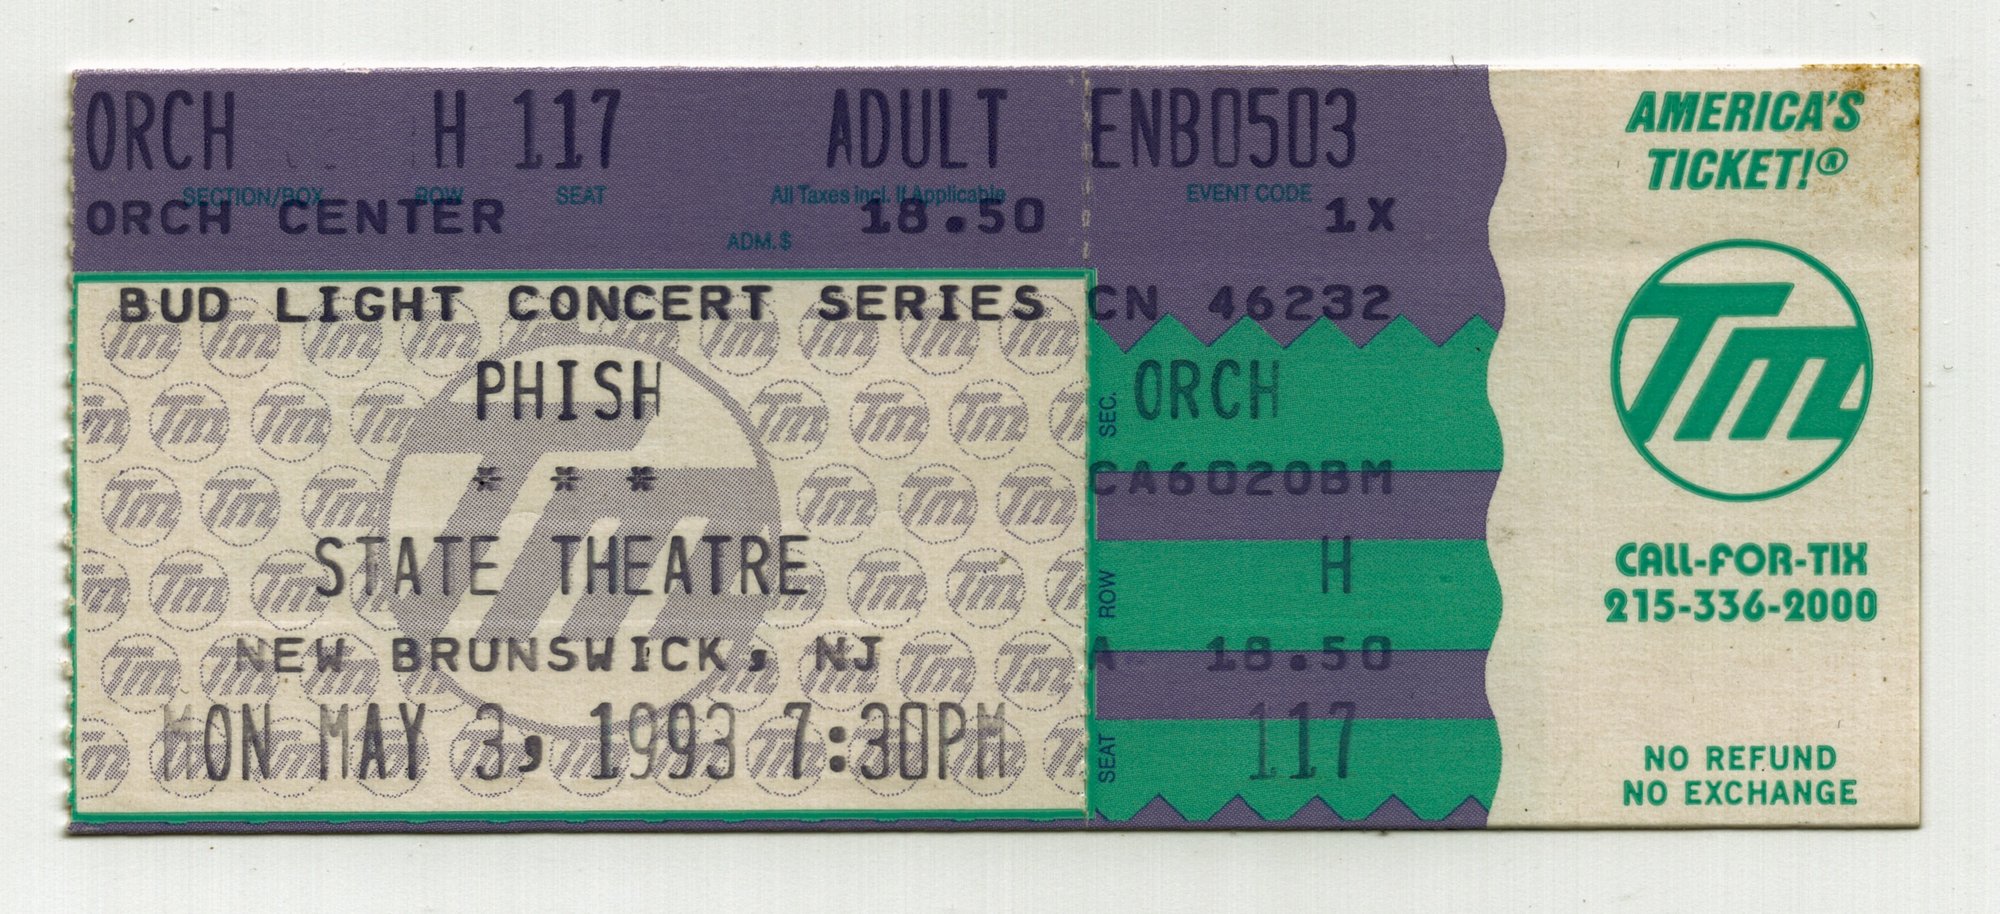 ORCH H 117 ADULT ENB0503
SECTION/BOX ROW SEAT All Taxes incl. If Applicable EVENT CODE
ORCH CENTER 18.50 1X
ADM.$
BUD LIGHT CONCERT SERIES
PHISH
* * *
STATE THEATRE
NEW BRUNSWICK, NJ
MON MAY 3, 1993 7:30PM
CN 46232
SEC. ORCH
CA6020BM
ROW H
A 18.50
SEAT 117
AMERICA'S
TICKET!®
TM
CALL-FOR-TIX
215-336-2000
NO REFUND
NO EXCHANGE